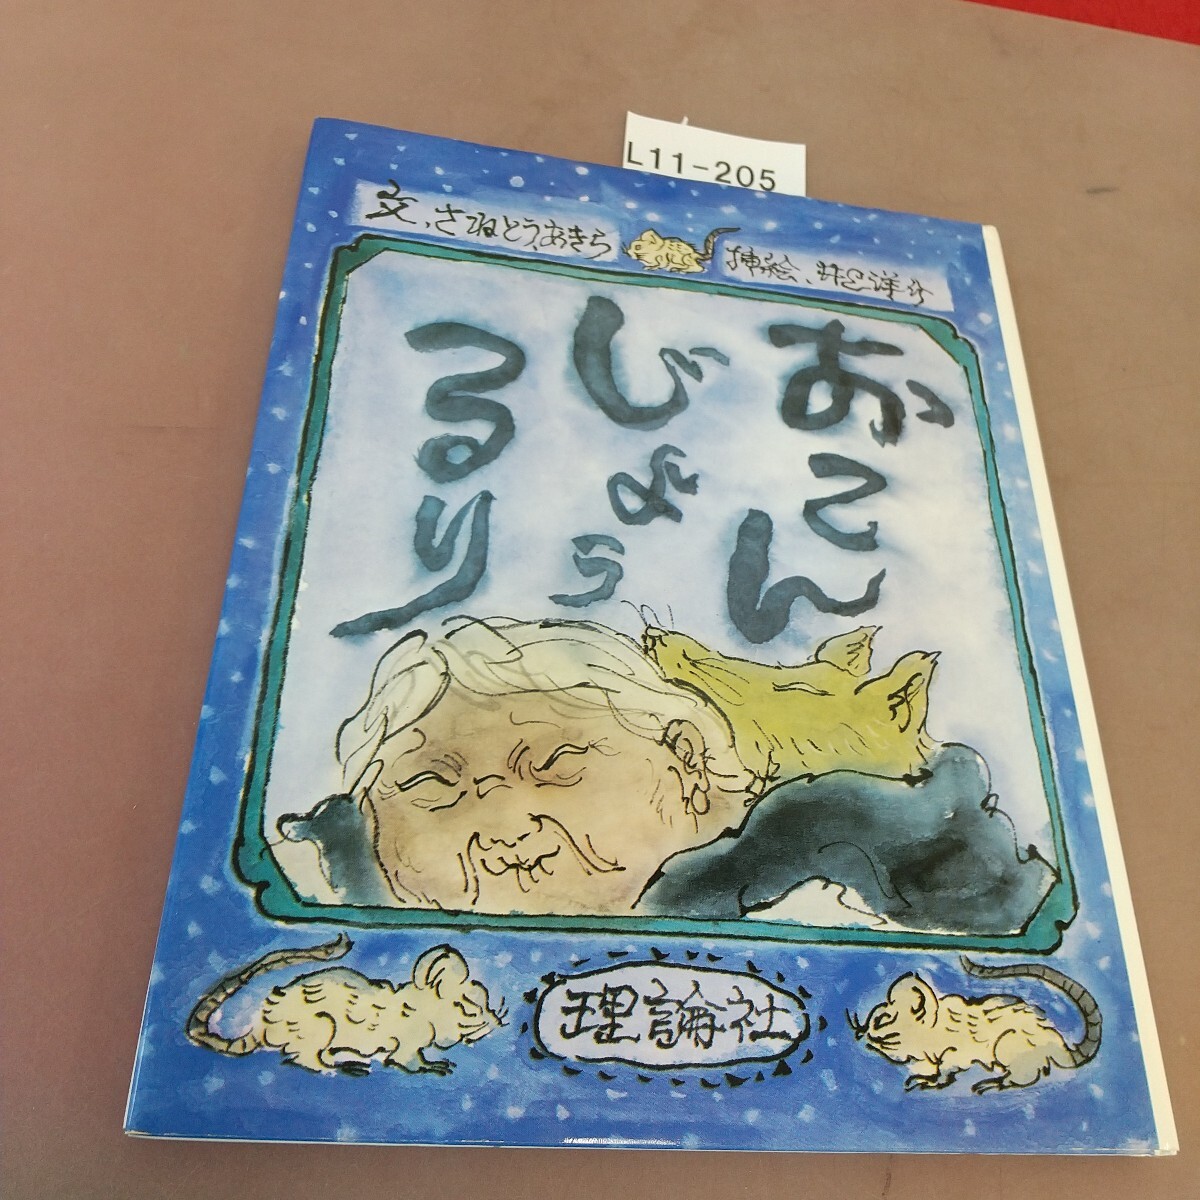 L11-205
文、さねとう、あきら
挿絵、井上洋介
おこん
じょう
るり
理論社